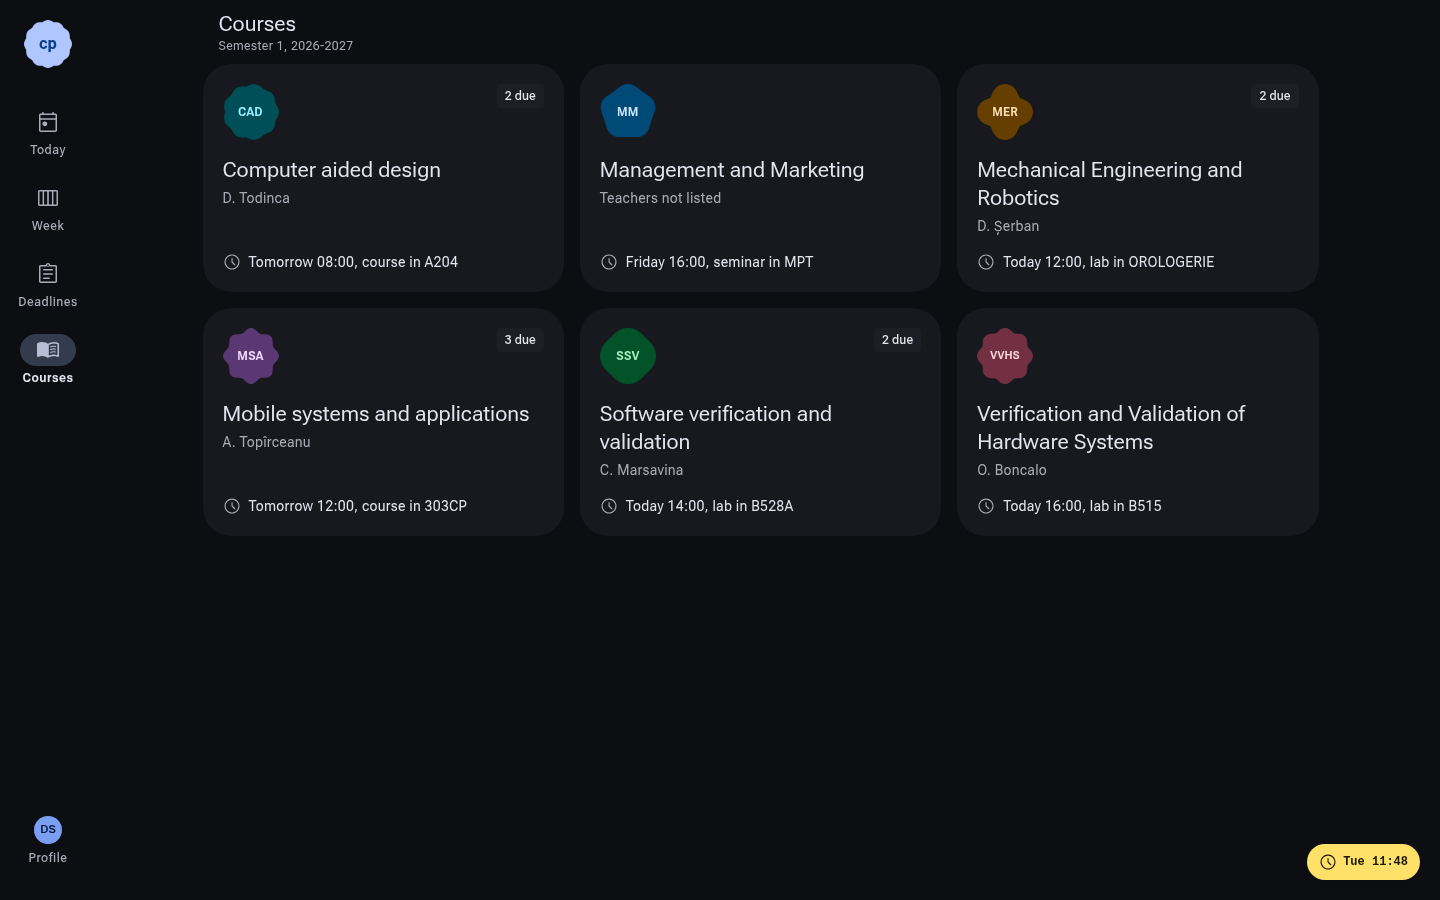 cp
Today
Week
Deadlines
Courses
DS
Profile
Courses
Semester 1, 2026-2027
CAD
2 due
Computer aided design
D. Todinca
Tomorrow 08:00, course in A204
MM
Management and Marketing
Teachers not listed
Friday 16:00, seminar in MPT
MER
2 due
Mechanical Engineering and
Robotics
D. Șerban
Today 12:00, lab in OROLOGERIE
MSA
3 due
Mobile systems and applications
A. Topîrceanu
Tomorrow 12:00, course in 303CP
SSV
2 due
Software verification and
validation
C. Marsavina
Today 14:00, lab in B528A
VVHS
Verification and Validation of
Hardware Systems
O. Boncalo
Today 16:00, lab in B515
Tue 11:48